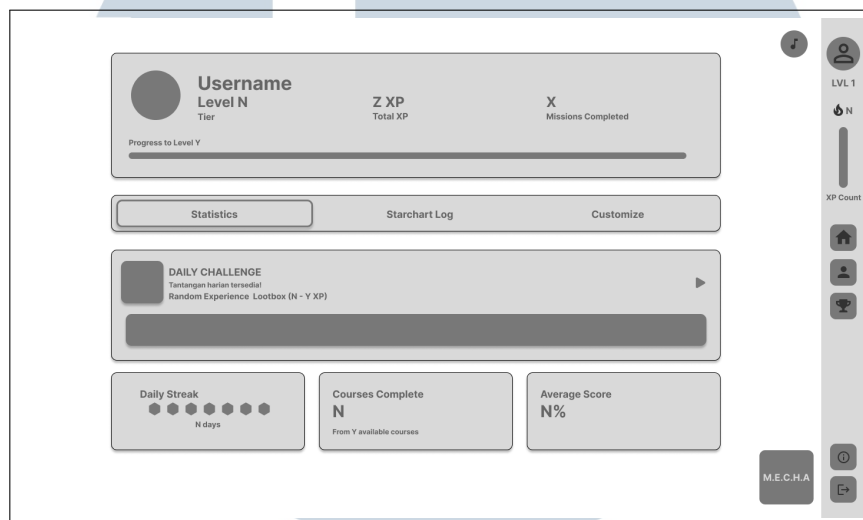 Username
Level N
Tier
Z XP
Total XP
X
Missions Completed
Progress to Level Y
Statistics
Starchart Log
Customize
DAILY CHALLENGE
Tantangan harian tersedia!
Random Experience Lootbox (N - Y XP)
Daily Streak
N days
Courses Complete
N
From Y available courses
Average Score
N%
LVL 1
N
XP Count
M.E.C.H.A